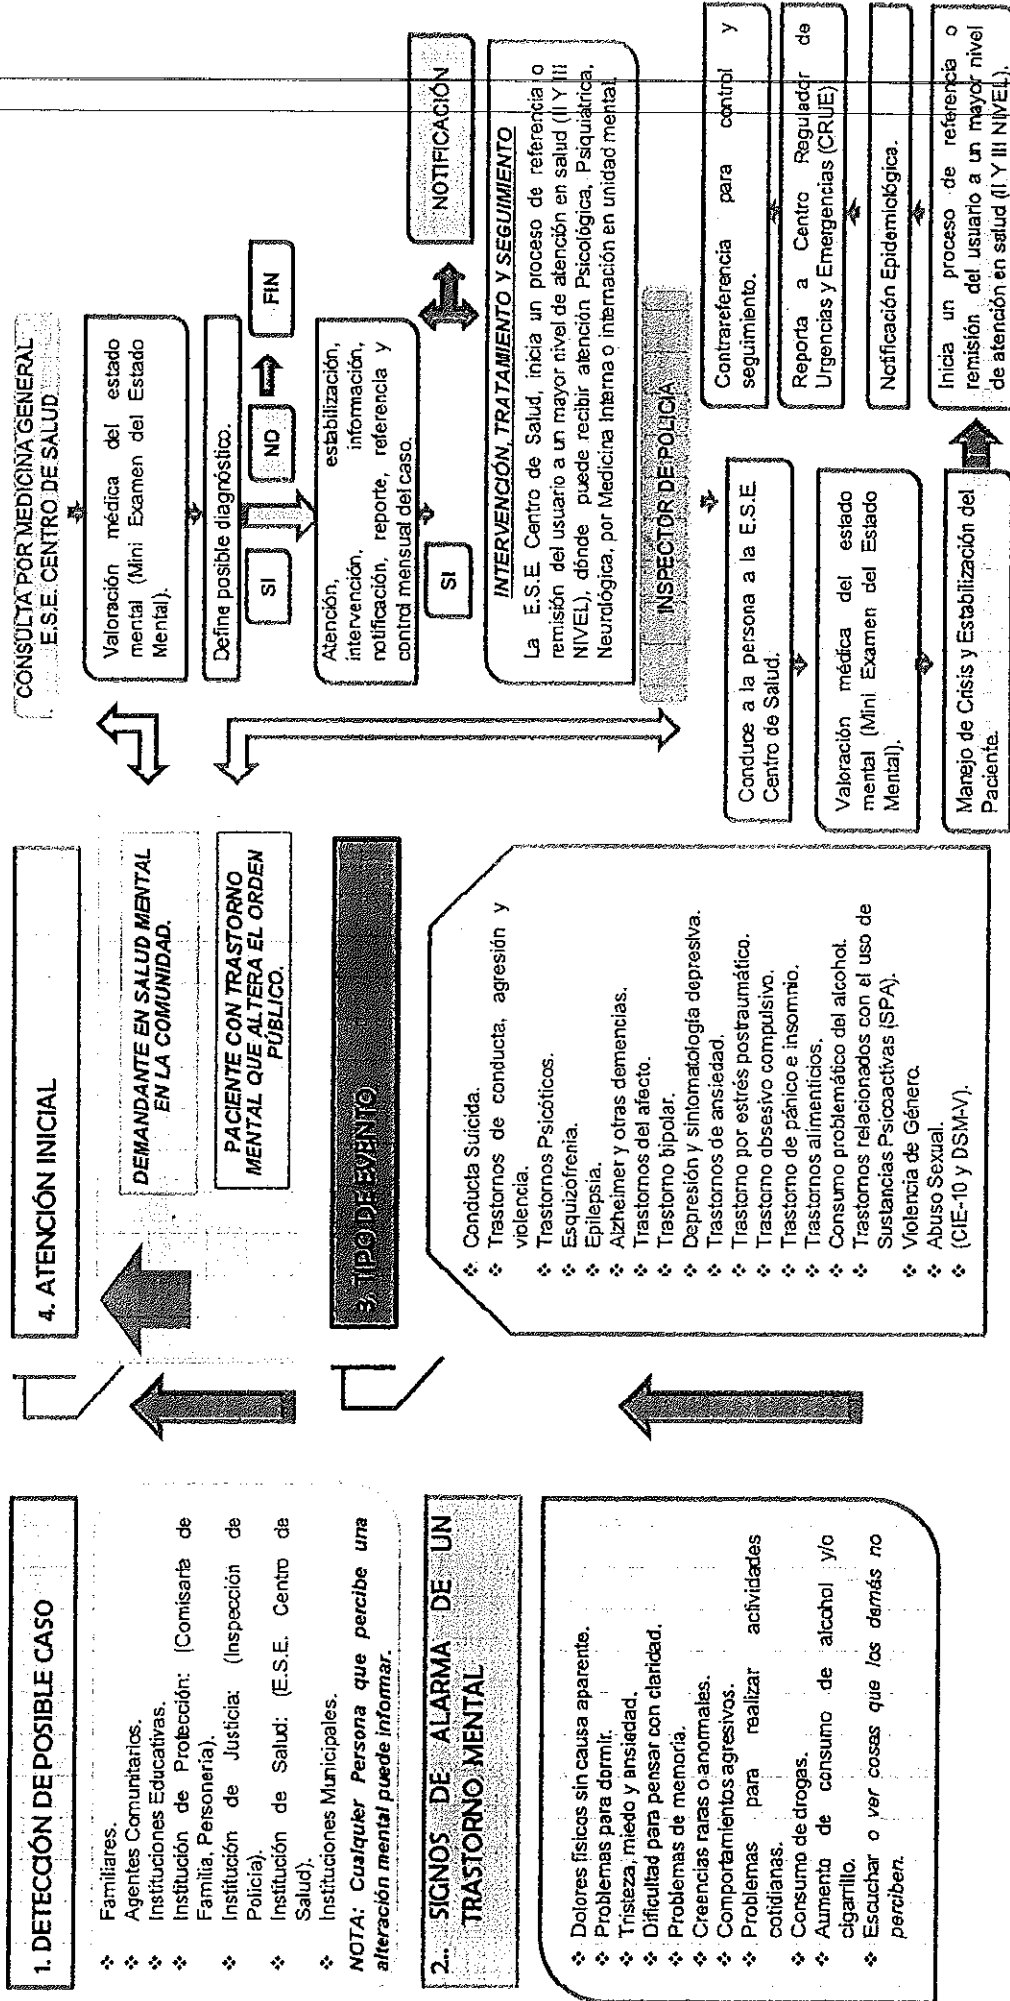 1. DETECCIÓN DE POSIBLE CASO
❖ Familiares.
❖ Agentes Comunitarios.
❖ Instituciones Educativas.
❖ Institución de Protección: (Comisaría de
Familia, Personería).
❖ Institución de Justicia: (Inspección de
Policía).
❖ Institución de Salud: (E.S.E. Centro de
Salud).
❖ Instituciones Municipales.
NOTA: Cualquier Persona que percibe una
alteración mental puede informar.
2... SIGNOS DE ALARMA DE UN
TRASTORNO MENTAL
❖ Dolores físicos sin causa aparente.
❖ Problemas para dormir.
❖ Tristeza, miedo y ansiedad.
❖ Dificultad para pensar con claridad.
❖ Problemas de memoria.
❖ Creencias raras o anormales.
❖ Comportamientos agresivos.
❖ Problemas para realizar actividades
cotidianas.
❖ Consumo de drogas.
❖ Aumento de consumo de alcohol y/o
cigarrillo.
❖ Escuchar o ver cosas que los demás no
perciben.
3. TIPO DE EVENTO
❖ Conducta Suicida.
❖ Trastornos de conducta, agresión y
violencia.
❖ Trastornos Psicóticos.
❖ Esquizofrenia.
❖ Epilepsia.
❖ Alzheimer y otras demencias.
❖ Trastornos del afecto.
❖ Trastorno bipolar.
❖ Depresión y sintomatología depresiva.
❖ Trastornos de ansiedad.
❖ Trastorno por estrés postraumático.
❖ Trastorno obsesivo compulsivo.
❖ Trastorno de pánico e insomnio.
❖ Trastornos alimenticios.
❖ Consumo problemático del alcohol.
❖ Trastornos relacionados con el uso de
Sustancias Psicoactivas (SPA).
❖ Violencia de Género.
❖ Abuso Sexual.
❖ (CIE-10 y DSM-V).
4. ATENCIÓN INICIAL
DEMANDANTE EN SALUD MENTAL
EN LA COMUNIDAD.
PACIENTE CON TRASTORNO
MENTAL QUE ALTERA EL ORDEN
PÚBLICO.
CONSULTA POR MEDICINA GENERAL
E.S.E. CENTRO DE SALUD
Valoración médica del estado
mental (Mini Examen del Estado
Mental).
Define posible diagnóstico.
SI
NO
FIN
Atención, estabilización,
intervención, información,
notificación, reporte, referencia y
control mensual del caso.
SI
NOTIFICACIÓN
INTERVENCIÓN, TRATAMIENTO Y SEGUIMIENTO
La E.S.E. Centro de Salud, inicia un proceso de referencia o
remisión del usuario a un mayor nivel de atención en salud (II Y III
NIVEL), dónde puede recibir atención Psicológica, Psiquiátrica,
Neurológica, por Medicina Interna o internación en unidad mental.
INSPECTOR DE POLICIA
Conduce a la persona a la E.S.E.
Centro de Salud.
Valoración médica del estado
mental (Mini Examen del Estado
Mental).
Manejo de Crisis y Estabilización del
Paciente.
Contrareferencia para control y
seguimiento.
Reporta a Centro Regulador de
Urgencias y Emergencias (CRUE)
Notificación Epidemiológica.
Inicia un proceso de referencia o
remisión del usuario a un mayor nivel
de atención en salud (II Y III NIVEL).